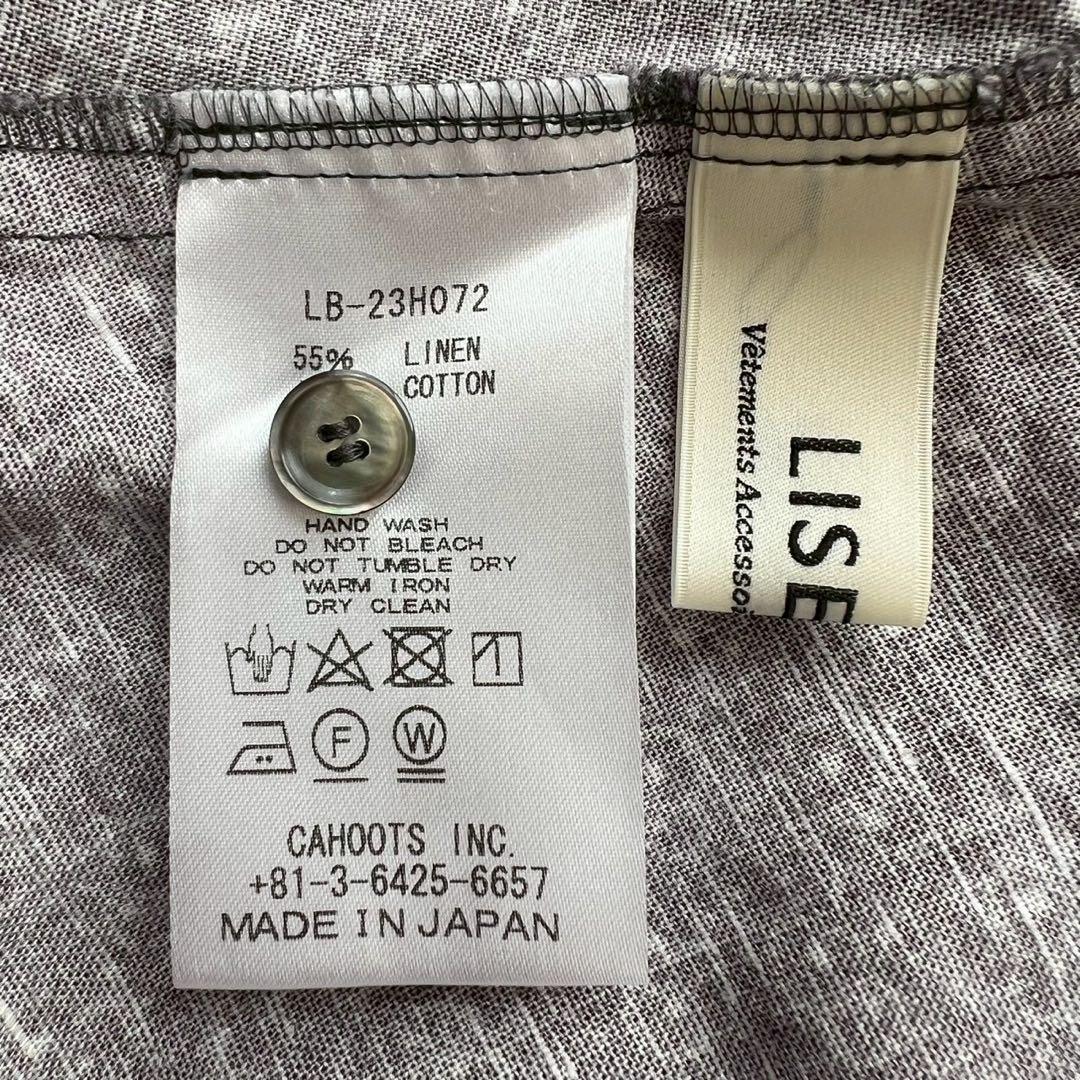 LB-23H072
55% LINEN
COTTON
HAND WASH
DO NOT BLEACH
DO NOT TUMBLE DRY
WARM IRON
DRY CLEAN
F
W
CAHOOTS INC.
+81-3-6425-6657
MADE IN JAPAN
LISE
Vêtements Accessoi